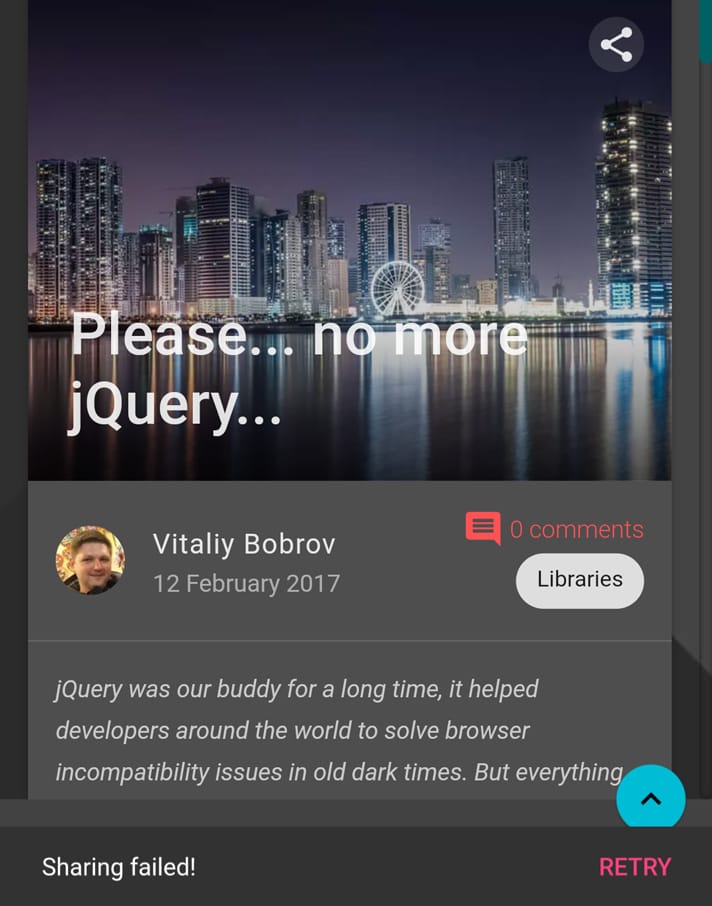 Please... no more
jQuery...
Vitaliy Bobrov
12 February 2017
0 comments
Libraries
jQuery was our buddy for a long time, it helped
developers around the world to solve browser
incompatibility issues in old dark times. But everything
Sharing failed!
RETRY